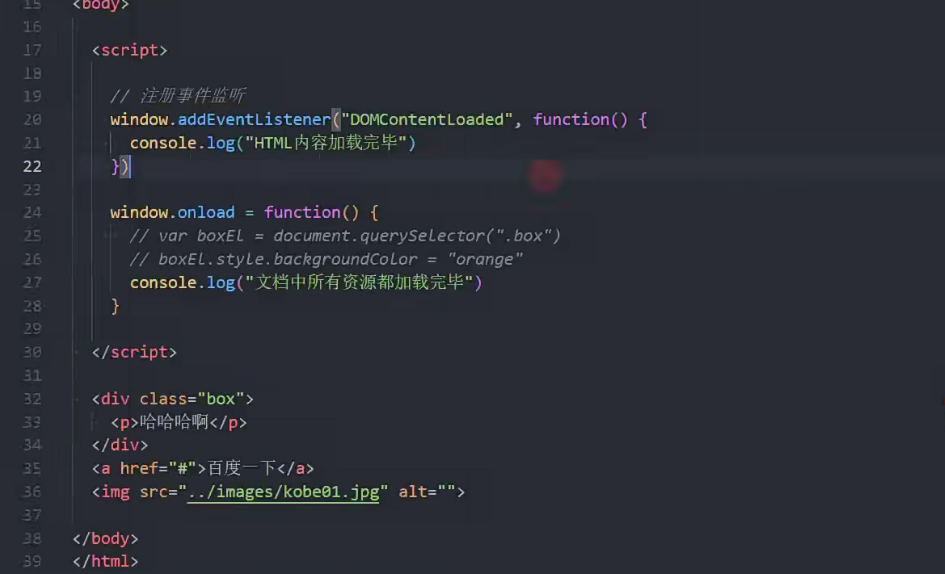 15 <body>
16
17 <script>
18
19 // 注册事件监听
20 window.addEventListener("DOMContentLoaded", function() {
21 console.log("HTML内容加载完毕")
22 })
23
24 window.onload = function() {
25 // var boxEl = document.querySelector(".box")
26 // boxEl.style.backgroundColor = "orange"
27 console.log("文档中所有资源都加载完毕")
28 }
29
30 </script>
31
32 <div class="box">
33 <p>哈哈哈啊</p>
34 </div>
35 <a href="#">百度一下</a>
36 <img src="../images/kobe01.jpg" alt="">
37
38 </body>
39 </html>